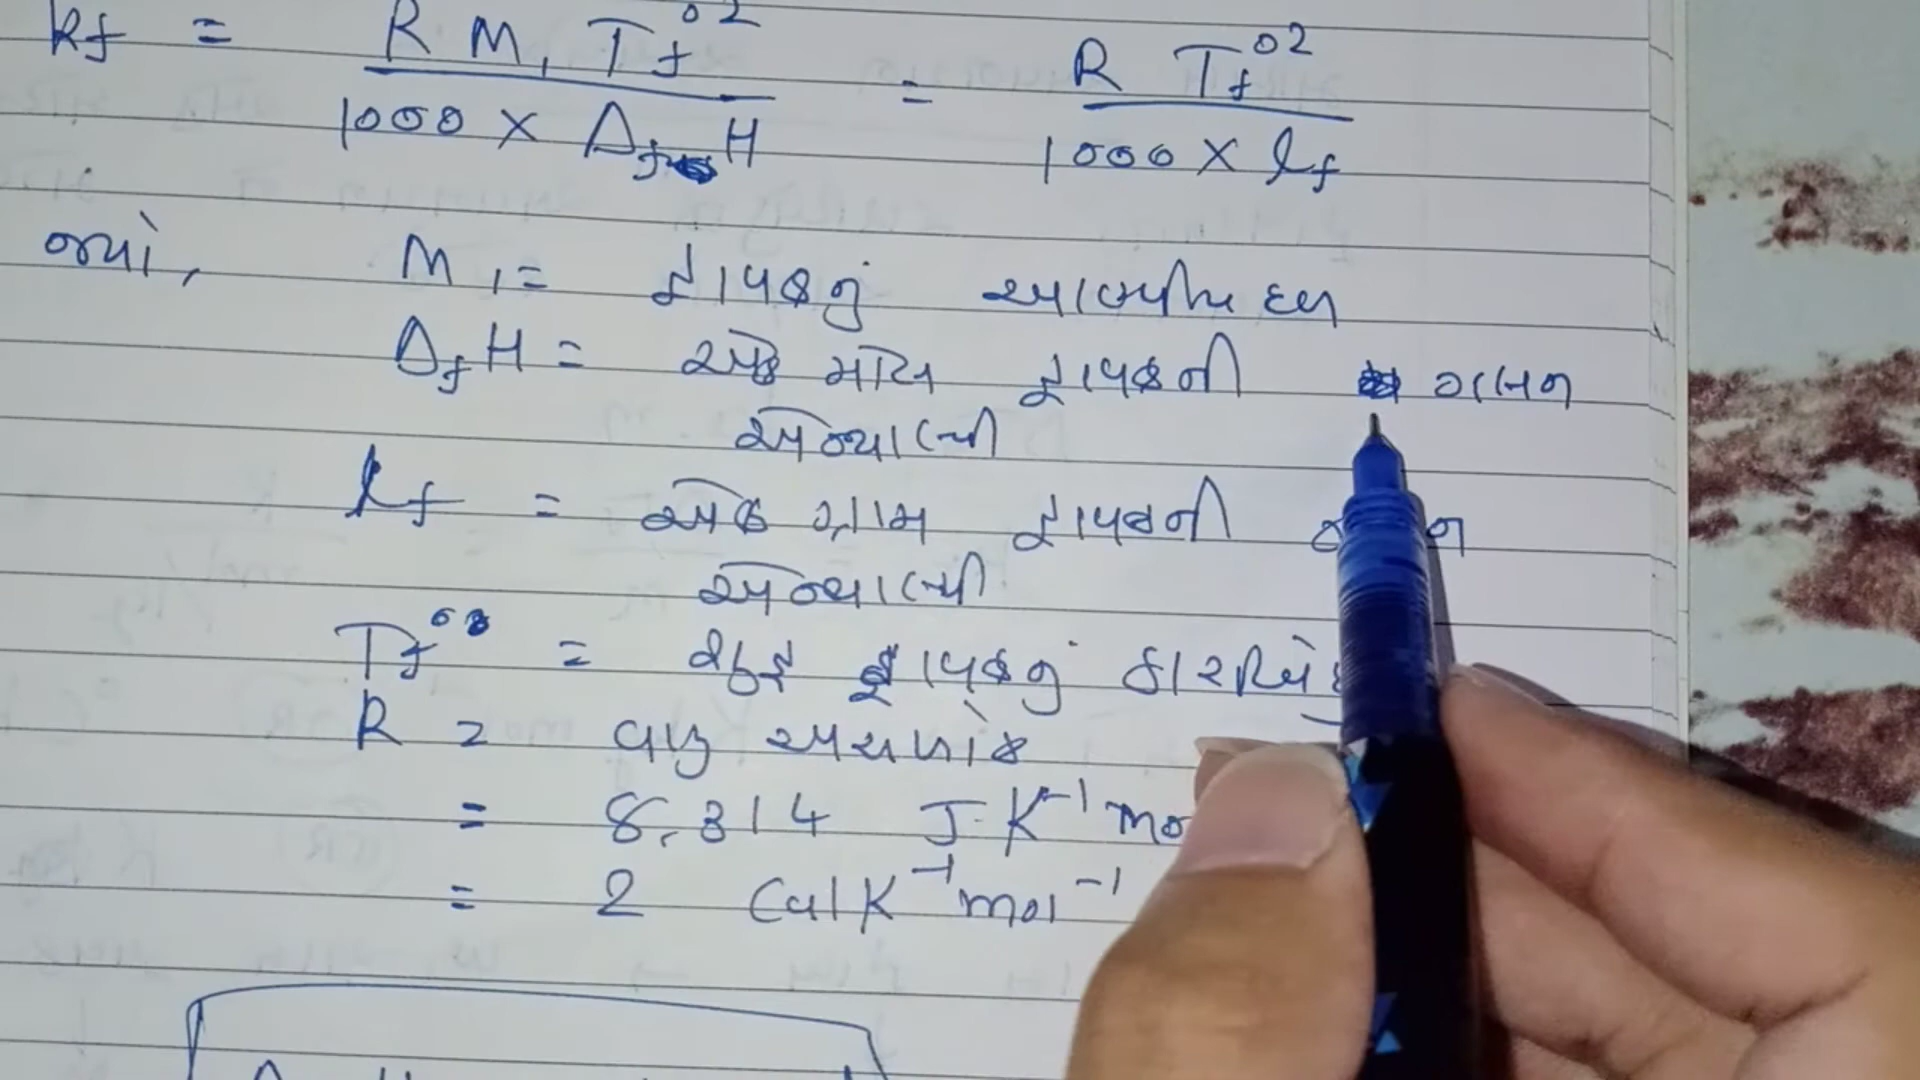 kf = R M₁ Tf°² / 1000 × ΔfH = R Tf°² / 1000 × lf
જ્યાં, M₁ = દ્રાવકનું આણ્વીય દળ
ΔfH = એક મોલ દ્રાવકની ગલન
એન્થાલ્પી
lf = એક ગ્રામ દ્રાવકની
એન્થાલ્પી
Tf° = શુદ્ધ દ્રાવકનું
R = વાયુ અચળાંક
= 8.314 J K⁻¹ mo
= 2 Cal K⁻¹ mol⁻¹